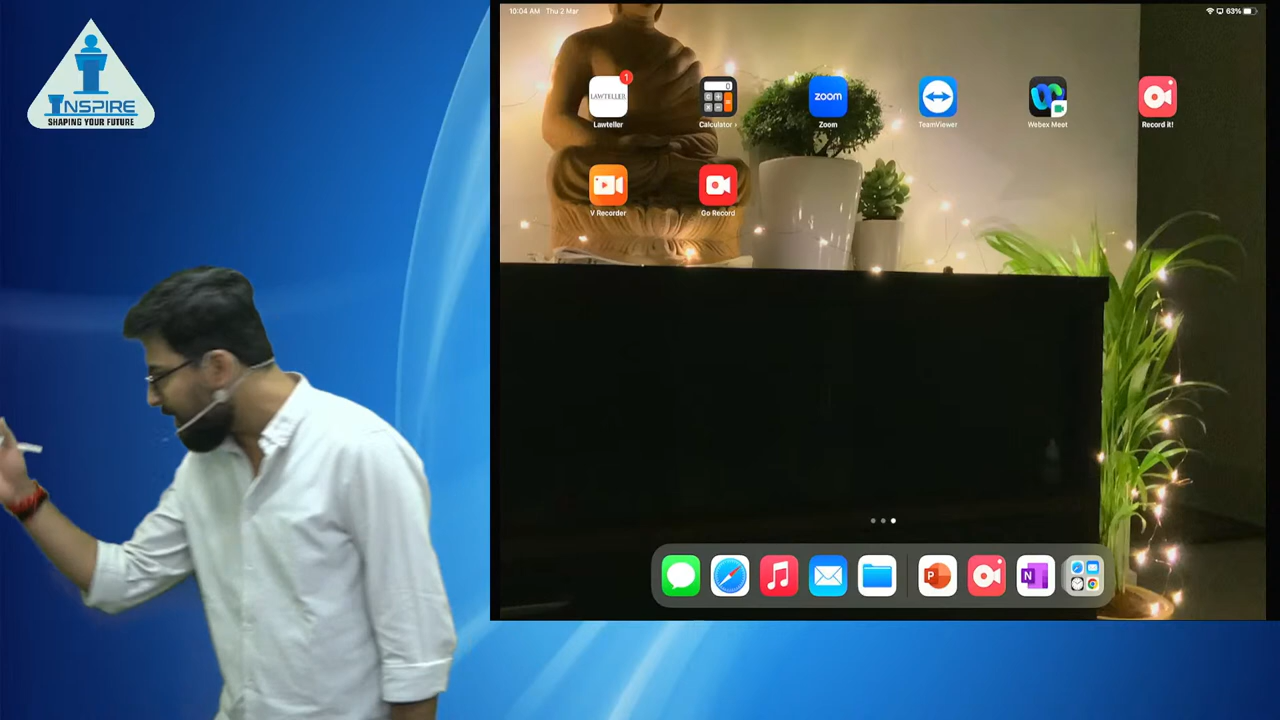 INSPIRE
SHAPING YOUR FUTURE
10:04 AM Thu 2 Mar
63%
LAWTELLER
1
Lawteller
0
Calculator
zoom
Zoom
TeamViewer
Webex Meet
Record it!
V Recorder
Go Record
P
N